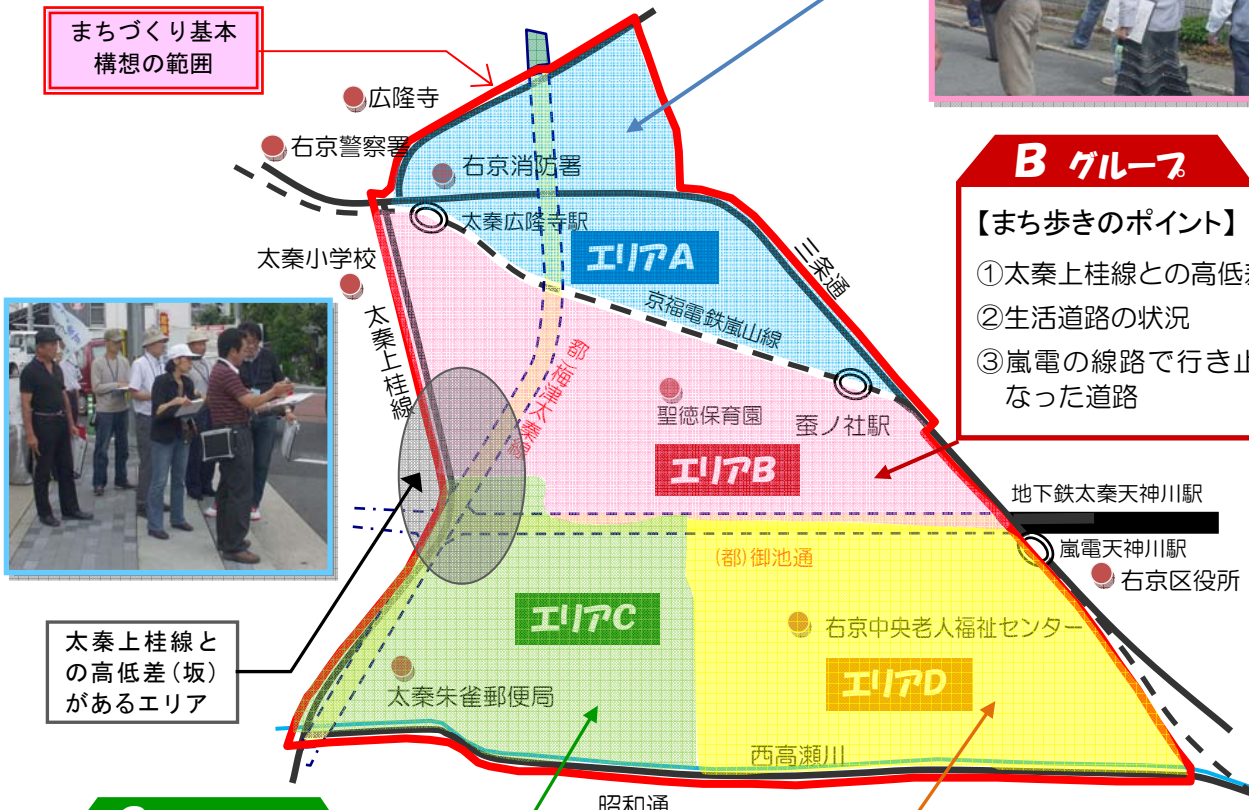 まちづくり基本
構想の範囲
広隆寺
右京警察署
右京消防署
太秦広隆寺駅
エリアA
三条通
太秦小学校
太秦上桂線
京福電鉄嵐山線
(都)梅津太秦線
聖徳保育園
蚕ノ社駅
エリアB
B グループ
【まち歩きのポイント】
①太秦上桂線との高低
②生活道路の状況
③嵐電の線路で行き止
なった道路
地下鉄太秦天神川駅
嵐電天神川駅
右京区役所
(都)御池通
エリアC
右京中央老人福祉センター
エリアD
太秦上桂線と
の高低差(坂)
があるエリア
太秦朱雀郵便局
西高瀬川
昭和通